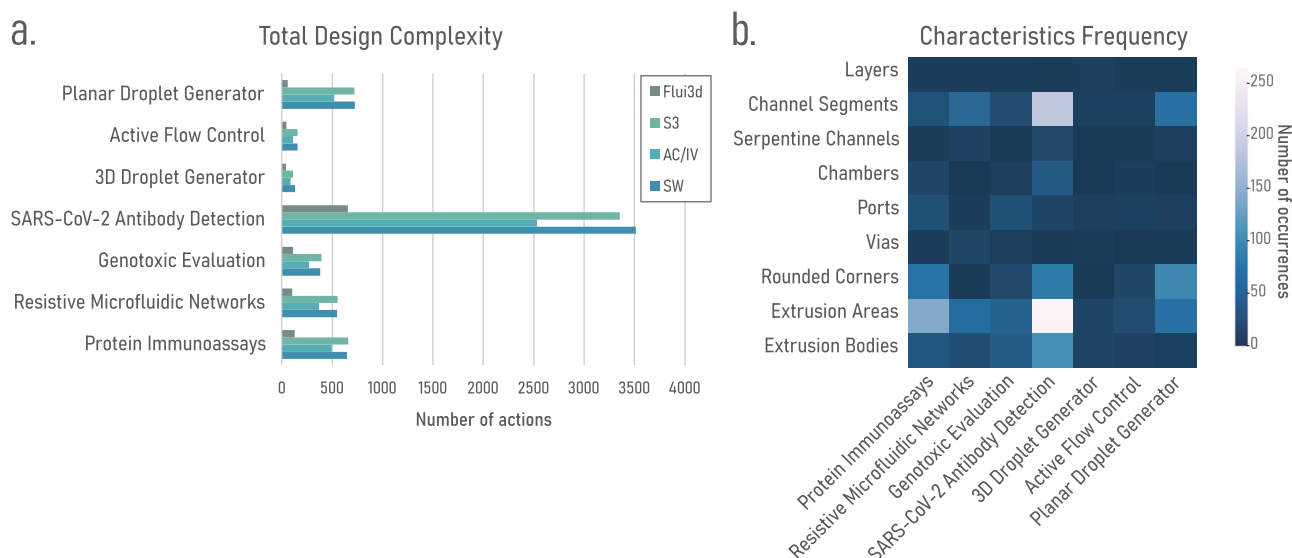 a.
Total Design Complexity
Planar Droplet Generator
Active Flow Control
3D Droplet Generator
SARS-CoV-2 Antibody Detection
Genotoxic Evaluation
Resistive Microfluidic Networks
Protein Immunoassays
0 500 1000 1500 2000 2500 3000 3500 4000
Number of actions
Flui3d
S3
AC/IV
SW
b.
Characteristics Frequency
Layers
Channel Segments
Serpentine Channels
Chambers
Ports
Vias
Rounded Corners
Extrusion Areas
Extrusion Bodies
Protein Immunoassays
Resistive Microfluidic Networks
Genotoxic Evaluation
SARS-CoV-2 Antibody Detection
3D Droplet Generator
Active Flow Control
Planar Droplet Generator
250
200
150
100
50
0
Number of occurrences